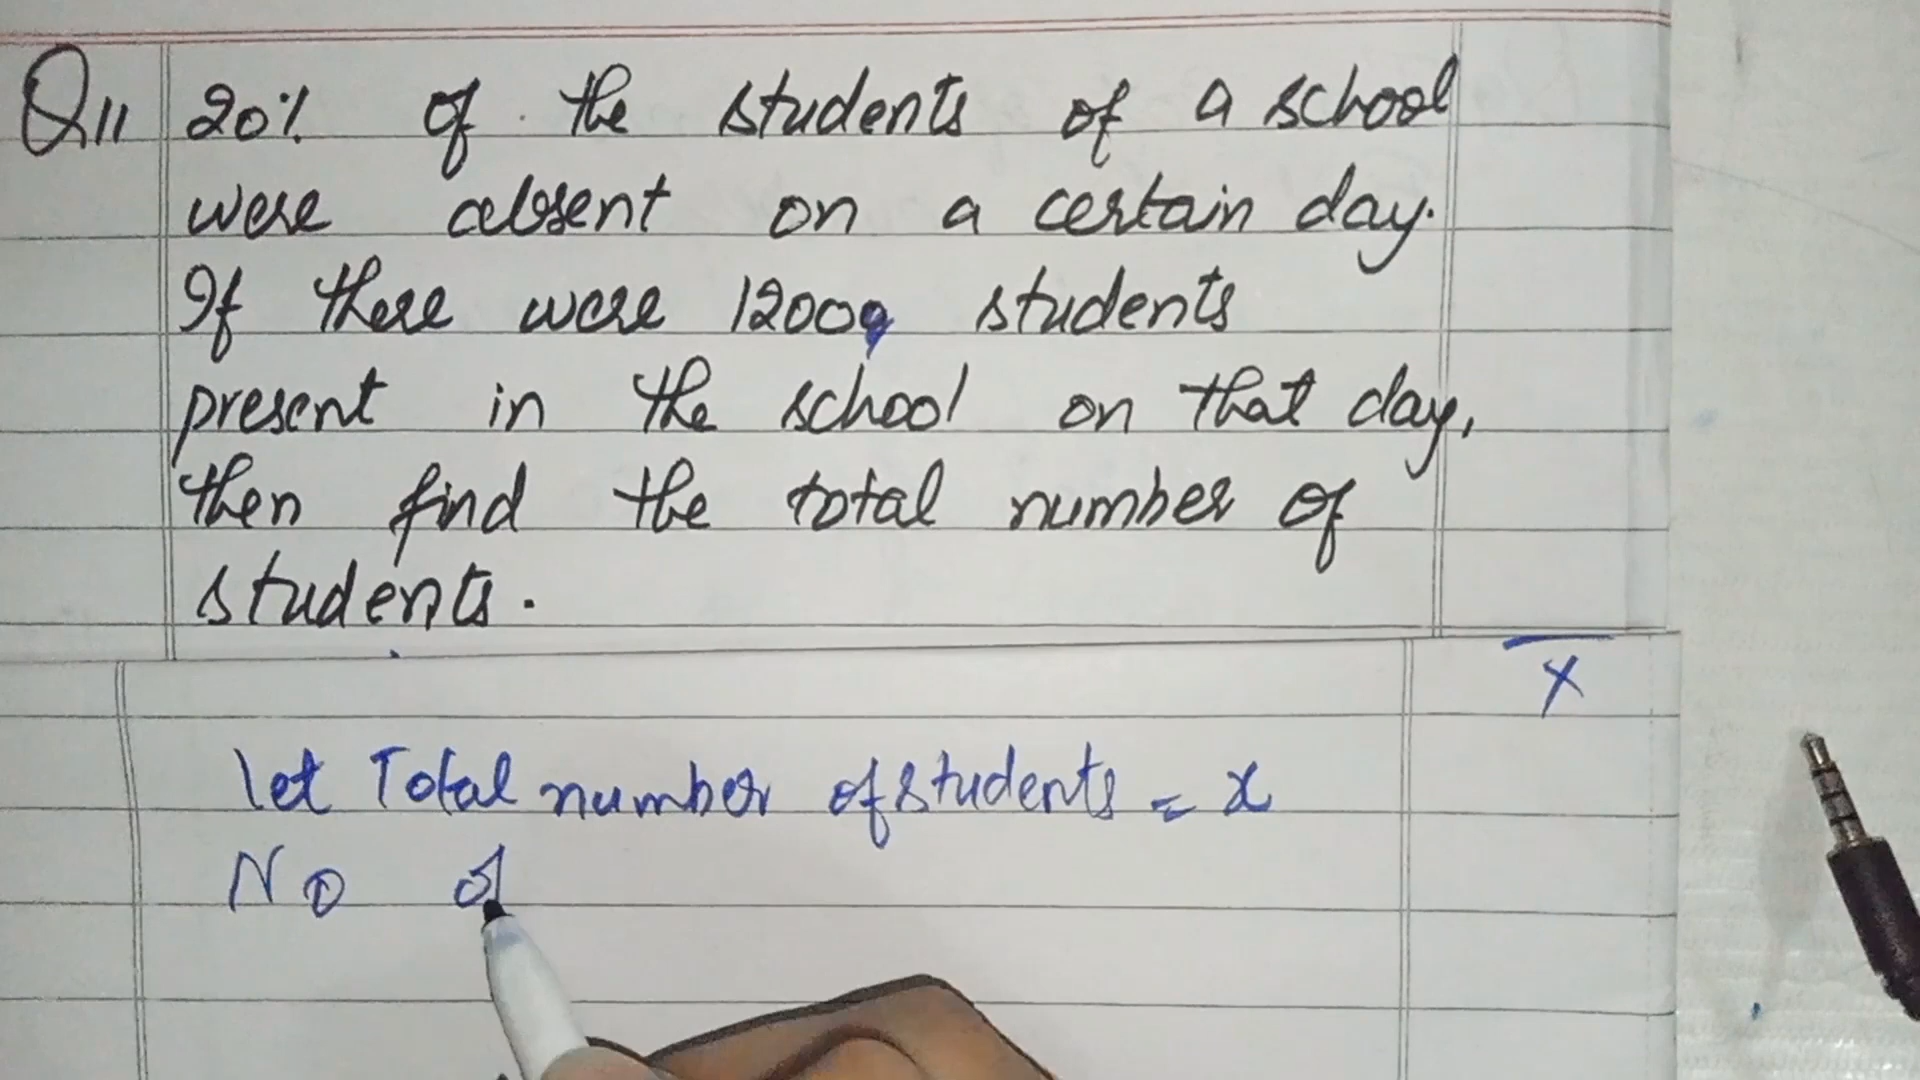 Q11 20% of the students of a school
were absent on a certain day.
If there were 1200 students
present in the school on that day,
then find the total number of
students.
x
let Total number of students = x
No of